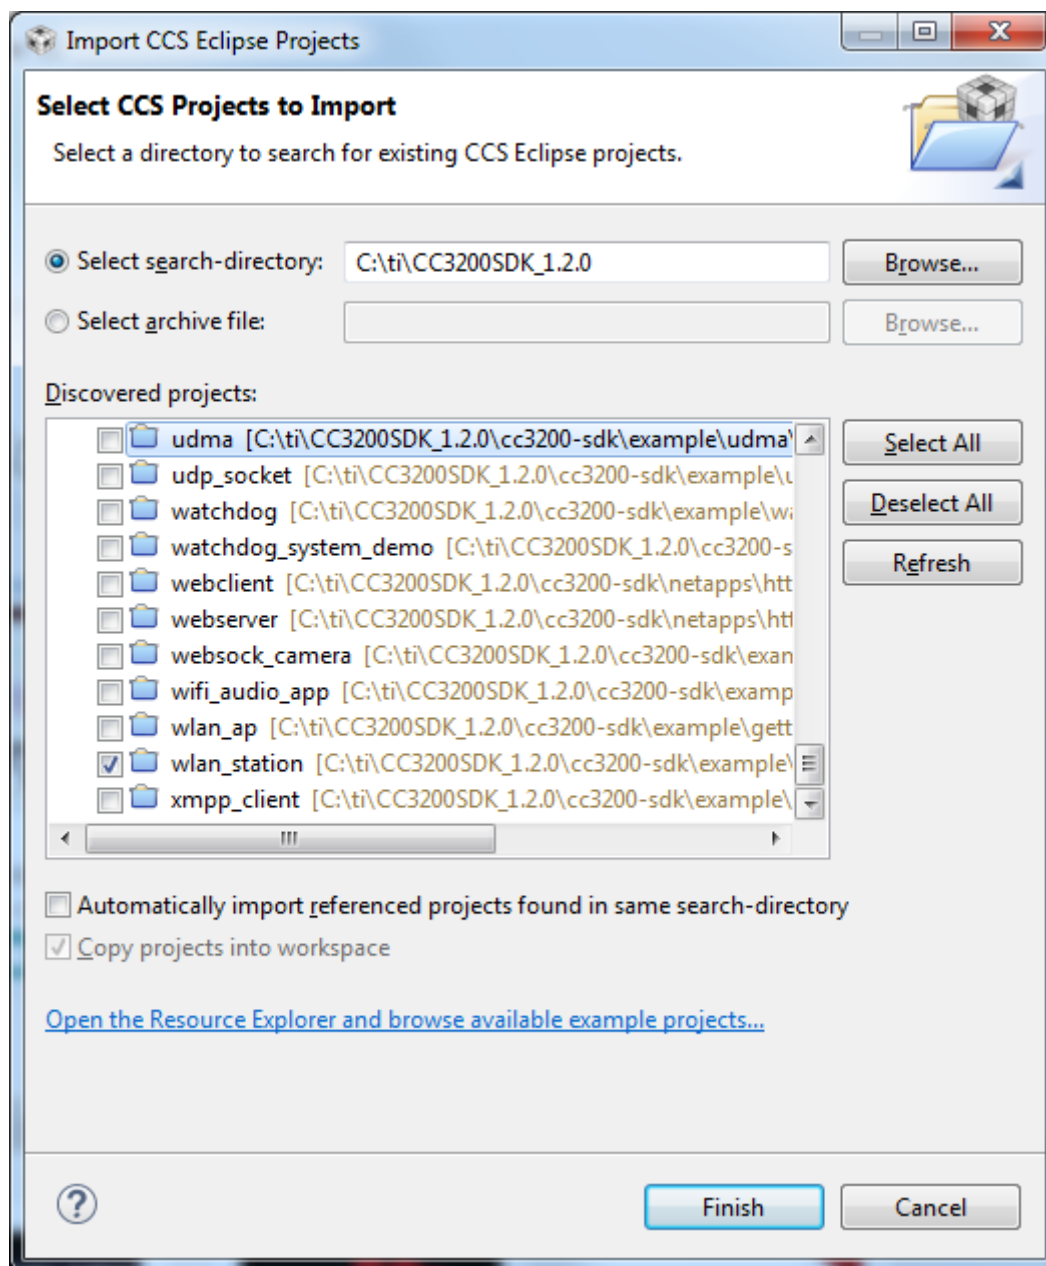 Import CCS Eclipse Projects
Select CCS Projects to Import
Select a directory to search for existing CCS Eclipse projects.
Select search-directory: C:\ti\CC3200SDK_1.2.0 Browse...
Select archive file: Browse...
Discovered projects:
udma [C:\ti\CC3200SDK_1.2.0\cc3200-sdk\example\udma\ Select All
udp_socket [C:\ti\CC3200SDK_1.2.0\cc3200-sdk\example\u
watchdog [C:\ti\CC3200SDK_1.2.0\cc3200-sdk\example\wa Deselect All
watchdog_system_demo [C:\ti\CC3200SDK_1.2.0\cc3200-s
webclient [C:\ti\CC3200SDK_1.2.0\cc3200-sdk\netapps\htt Refresh
webserver [C:\ti\CC3200SDK_1.2.0\cc3200-sdk\netapps\htt
websock_camera [C:\ti\CC3200SDK_1.2.0\cc3200-sdk\exan
wifi_audio_app [C:\ti\CC3200SDK_1.2.0\cc3200-sdk\examp
wlan_ap [C:\ti\CC3200SDK_1.2.0\cc3200-sdk\example\gett
wlan_station [C:\ti\CC3200SDK_1.2.0\cc3200-sdk\example\
xmpp_client [C:\ti\CC3200SDK_1.2.0\cc3200-sdk\example\
Automatically import referenced projects found in same search-directory
Copy projects into workspace
Open the Resource Explorer and browse available example projects...
Finish Cancel